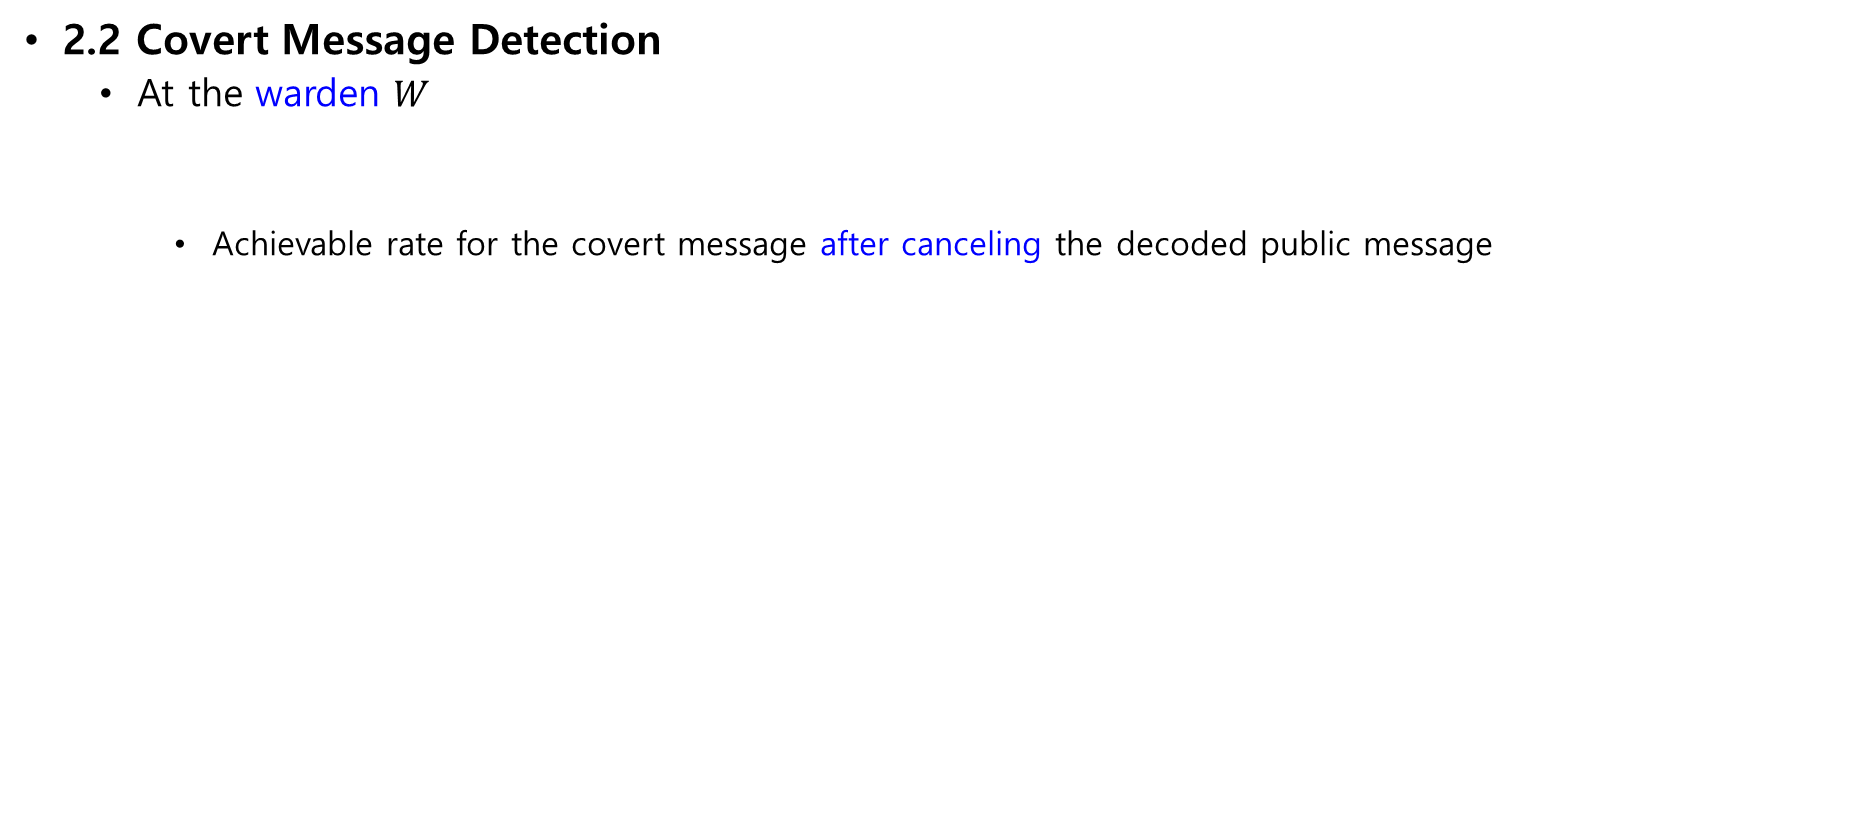 • 2.2 Covert Message Detection
• At the warden W
• Achievable rate for the covert message after canceling the decoded public message